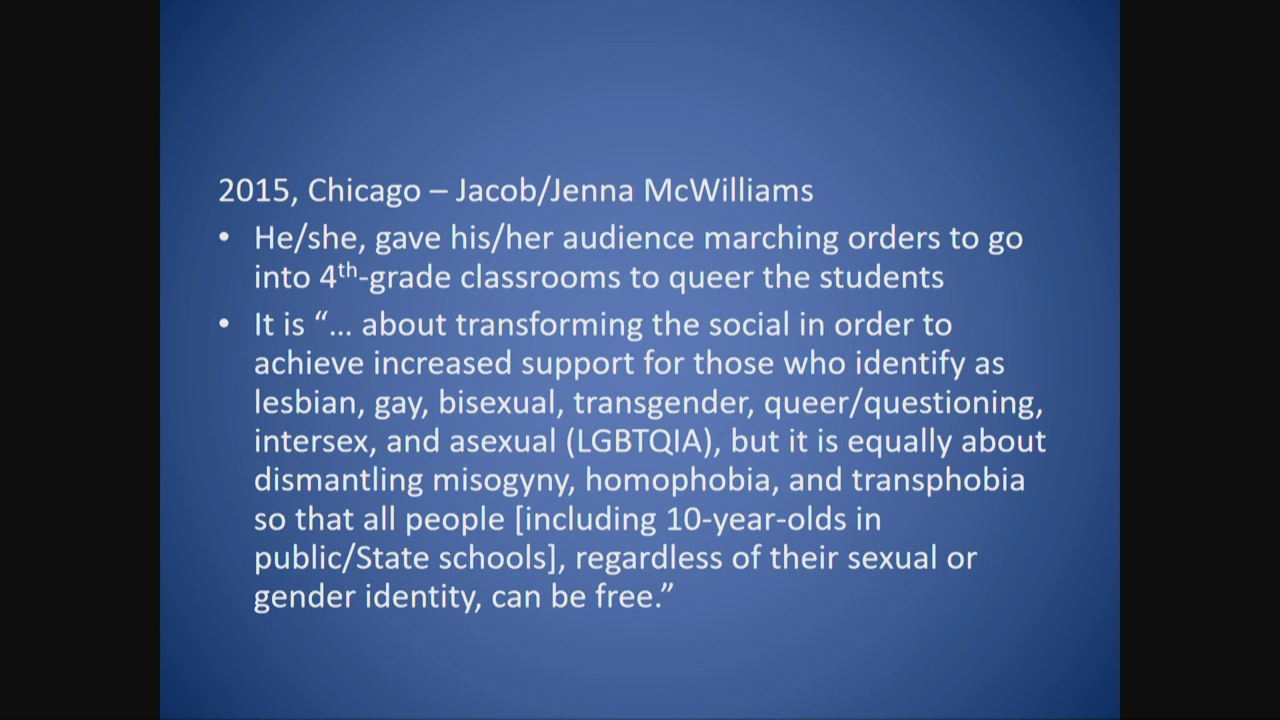 2015, Chicago – Jacob/Jenna McWilliams
• He/she, gave his/her audience marching orders to go
into 4th-grade classrooms to queer the students
• It is “… about transforming the social in order to
achieve increased support for those who identify as
lesbian, gay, bisexual, transgender, queer/questioning,
intersex, and asexual (LGBTQIA), but it is equally about
dismantling misogyny, homophobia, and transphobia
so that all people [including 10-year-olds in
public/State schools], regardless of their sexual or
gender identity, can be free.”